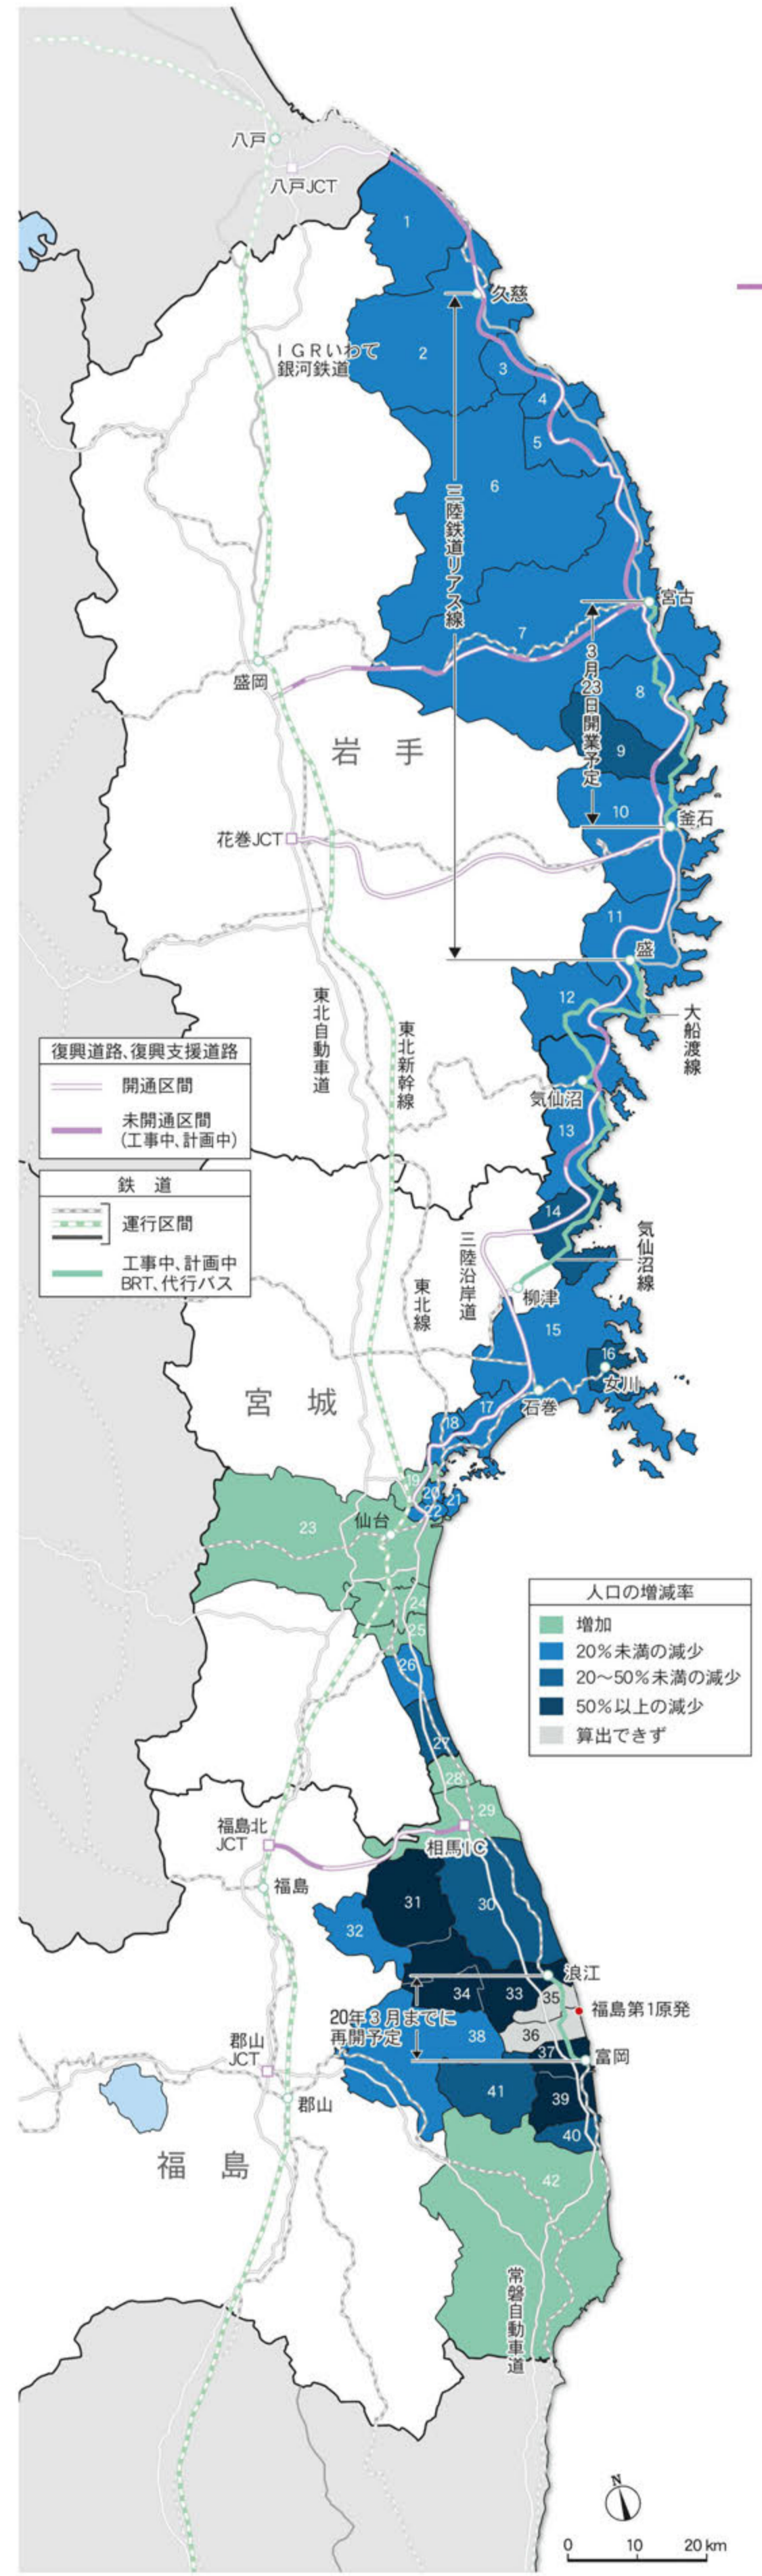 八戸
八戸JCT
1
久慈
IGRいわて
銀河鉄道
2
3
4
5
6
三陸鉄道リアス線
宮古
7
3月23日開業予定
盛岡
8
岩手
9
10
釜石
花巻JCT
11
盛
12
大船渡線
東北自動車道
東北新幹線
復興道路、復興支援道路
開通区間
未開通区間
(工事中、計画中)
気仙沼
13
鉄道
運行区間
工事中、計画中
BRT、代行バス
14
気仙沼線
三陸沿岸道
東北線
柳津
15
16
女川
宮城
17
石巻
18
19
20
21
22
23
仙台
24
25
人口の増減率
増加
20%未満の減少
20〜50%未満の減少
50%以上の減少
算出できず
26
27
28
29
福島北
JCT
相馬IC
福島
31
30
32
浪江
34
33
35
福島第1原発
20年3月までに
再開予定
36
38
37
富岡
郡山
JCT
41
39
郡山
40
福島
42
常磐自動車道
N
0
10
20 km